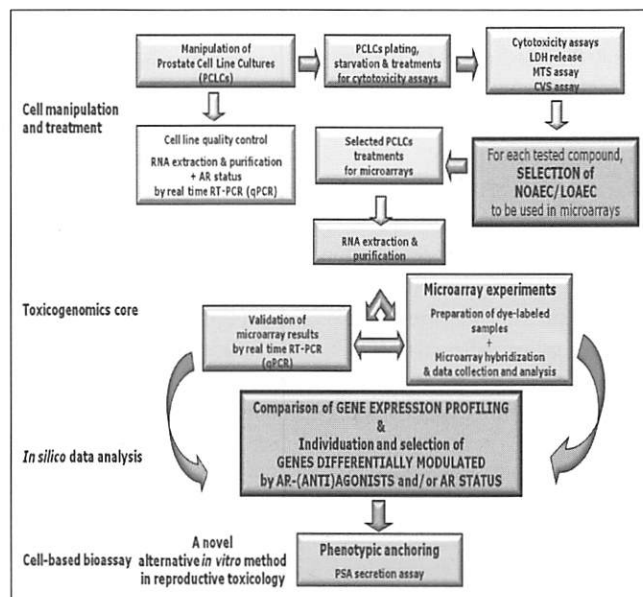 Manipulation of
Prostate Cell Line Cultures
(PCLCs)
PCLCs plating,
starvation & treatments
for cytotoxicity assays
Cytotoxicity assays
LDH release
MTS assay
CVS assay
Cell manipulation
and treatment
Cell line quality control
RNA extraction & purification
+ AR status
by real time RT-PCR (qPCR)
Selected PCLCs
treatments
for microarrays
For each tested compound,
SELECTION of
NOAEC/LOAEC
to be used in microarrays
RNA extraction &
purification
Toxicogenomics core
Validation of
microarray results
by real time RT-PCR
(qPCR)
Microarray experiments
Preparation of dye-labeled
samples
+
Microarray hybridization
& data collection and analysis
In silico data analysis
Comparison of GENE EXPRESSION PROFILING
&
Individuation and selection of
GENES DIFFERENTIALLY MODULATED
by AR-(ANTI)AGONISTS and/or AR STATUS
Cell-based bioassay
A novel
alternative in vitro method
in reproductive toxicology
Phenotypic anchoring
PSA secretion assay